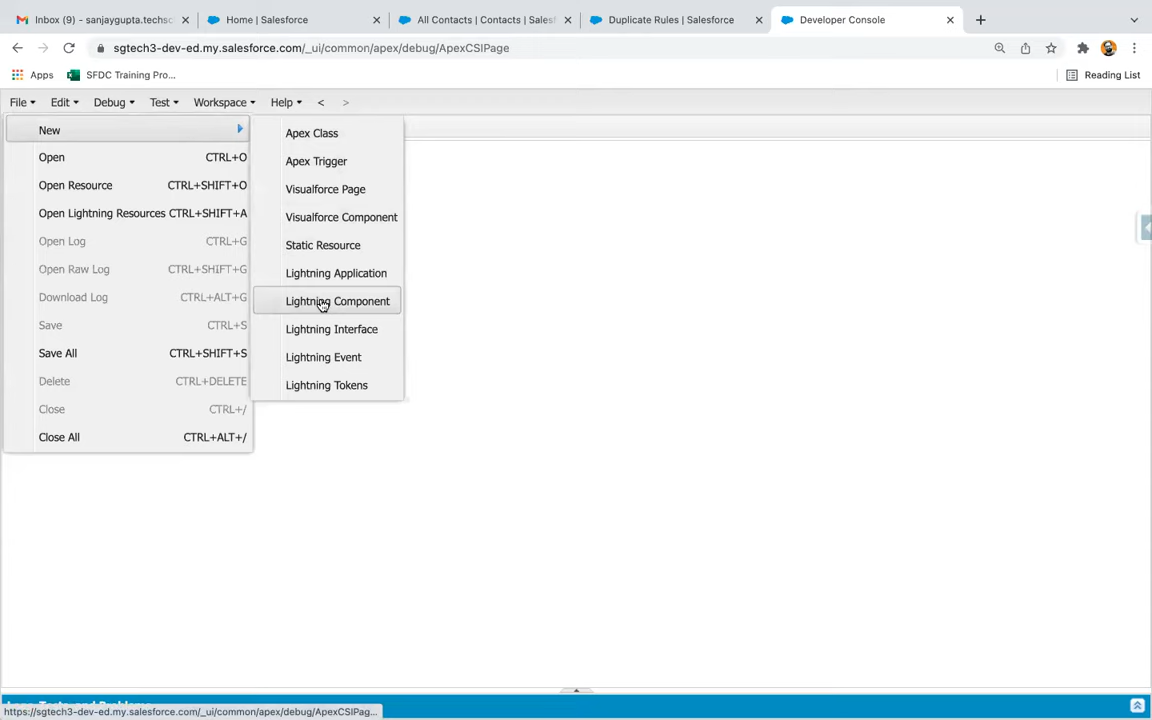 Inbox (9) - sanjaygupta.techsc
Home | Salesforce
All Contacts | Contacts | Salesf
Duplicate Rules | Salesforce
Developer Console
sgtech3-dev-ed.my.salesforce.com/_ui/common/apex/debug/ApexCSIPage
Apps
SFDC Training Pro...
Reading List
File Edit Debug Test Workspace Help < >
New
Open CTRL+O
Open Resource CTRL+SHIFT+O
Open Lightning Resources CTRL+SHIFT+A
Open Log CTRL+G
Open Raw Log CTRL+SHIFT+G
Download Log CTRL+ALT+G
Save CTRL+S
Save All CTRL+SHIFT+S
Delete CTRL+DELETE
Close CTRL+/
Close All CTRL+ALT+/
Apex Class
Apex Trigger
Visualforce Page
Visualforce Component
Static Resource
Lightning Application
Lightning Component
Lightning Interface
Lightning Event
Lightning Tokens
https://sgtech3-dev-ed.my.salesforce.com/_ui/common/apex/debug/ApexCSIPag...